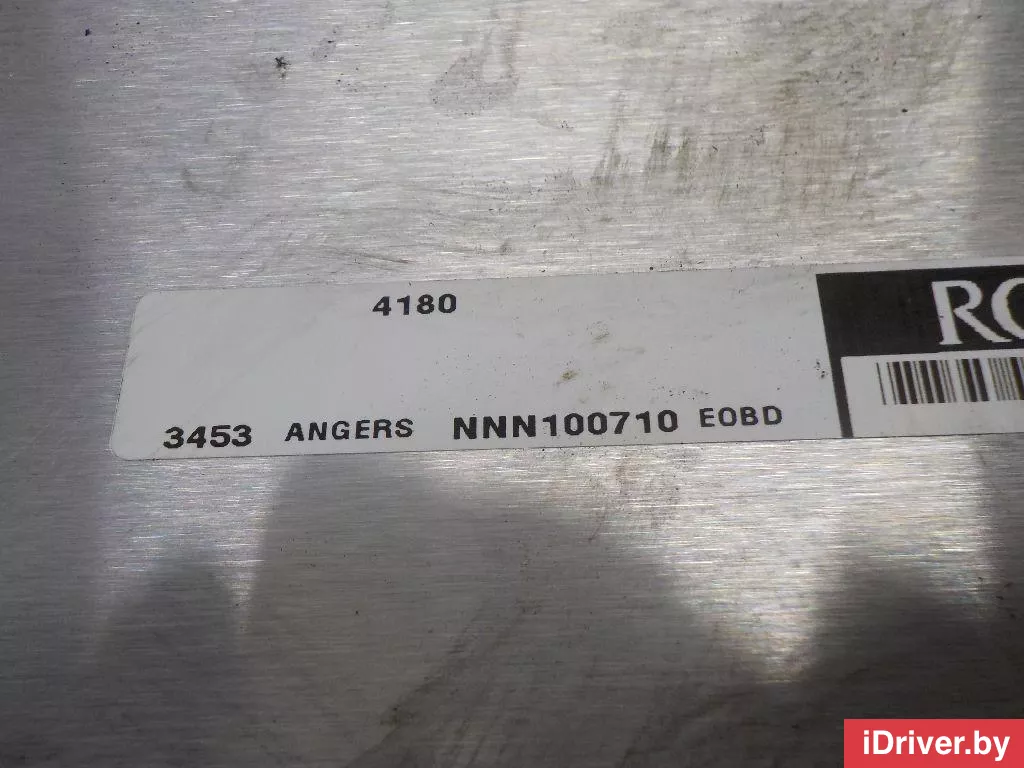 4180
3453 ANGERS NNN100710 EOBD
iDriver.by